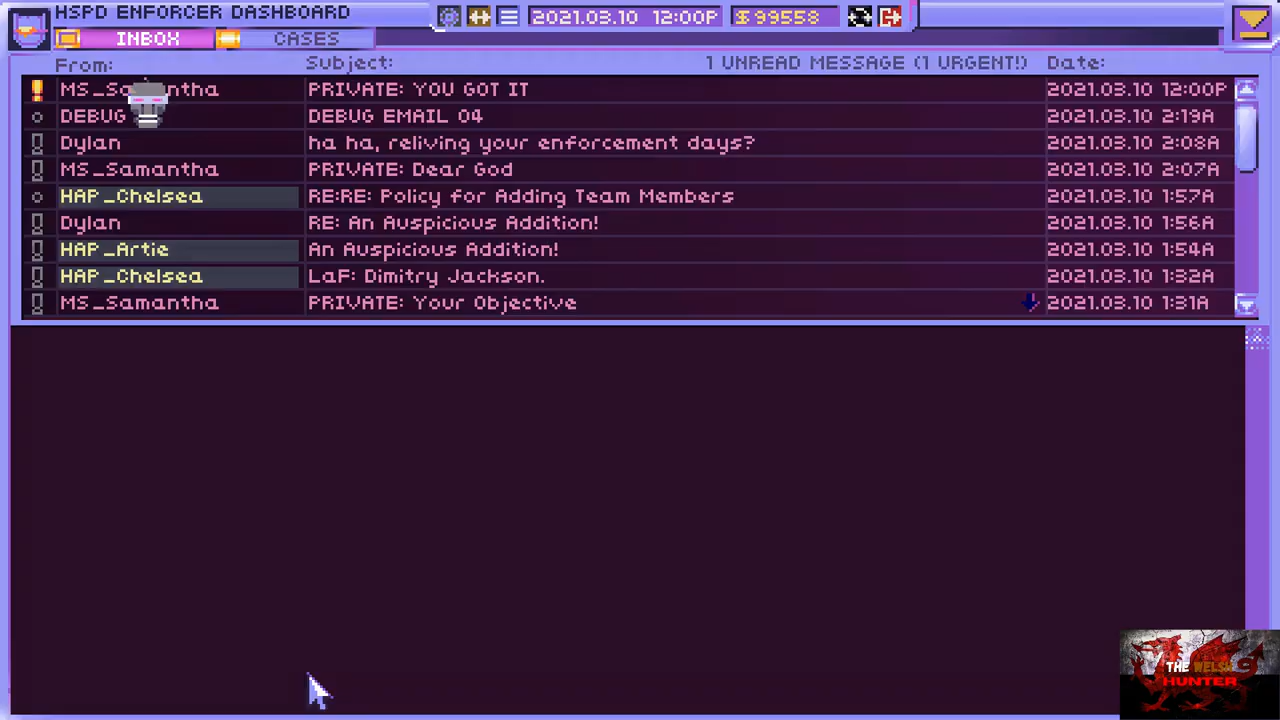 HSPD ENFORCER DASHBOARD
2021.03.10 12:00P
99558
INBOX
CASES
From:
Subject:
1 UNREAD MESSAGE (1 URGENT!)
Date:
PRIVATE: YOU GOT IT
2021.03.10 12:00P
DEBUG
DEBUG EMAIL 04
2021.03.10 2:19A
Dylan
ha ha, reliving your enforcement days?
2021.03.10 2:08A
MS_Samantha
PRIVATE: Dear God
2021.03.10 2:07A
HAP_Chelsea
RE:RE: Policy for Adding Team Members
2021.03.10 1:57A
Dylan
RE: An Auspicious Addition!
2021.03.10 1:56A
HAP_Artie
An Auspicious Addition!
2021.03.10 1:54A
HAP_Chelsea
LaF: Dimitry Jackson.
2021.03.10 1:32A
MS_Samantha
PRIVATE: Your Objective
2021.03.10 1:31A
THE WELSH
HUNTER